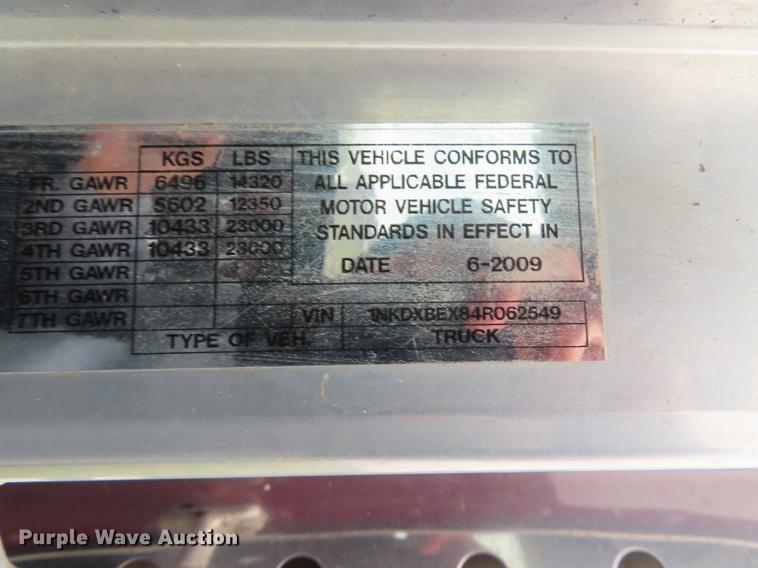 KGS LBS
FR. GAWR 6496 14320
2ND GAWR 5602 12350
3RD GAWR 10433 23000
4TH GAWR 10433 23000
5TH GAWR
6TH GAWR
7TH GAWR
THIS VEHICLE CONFORMS TO
ALL APPLICABLE FEDERAL
MOTOR VEHICLE SAFETY
STANDARDS IN EFFECT IN
DATE 6-2009
VIN 1NKDXBEX84R062549
TYPE OF VEH. TRUCK
Purple Wave Auction®